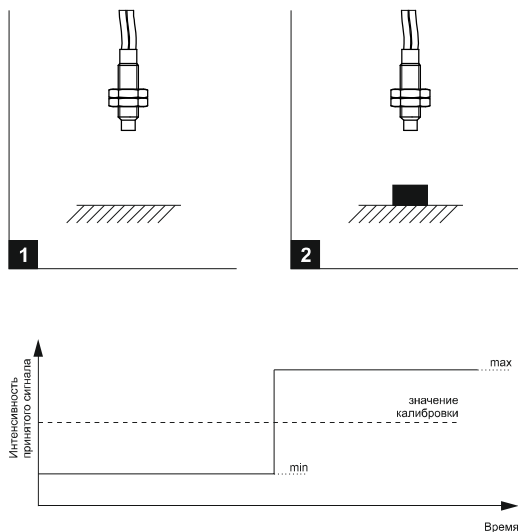 1
2
Интенсивность
принятого сигнала
max
значение
калибровки
min
Время